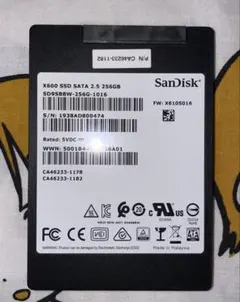 P/N: CA46233-1182
X600 SSD SATA 2.5 256GB
SD9SB8W-256G-1016
SanDisk
FW: X6105016
S/N: 1938AD800474
Rated: 5VDC
WWN:
CA46233-1178
CA46233-1182